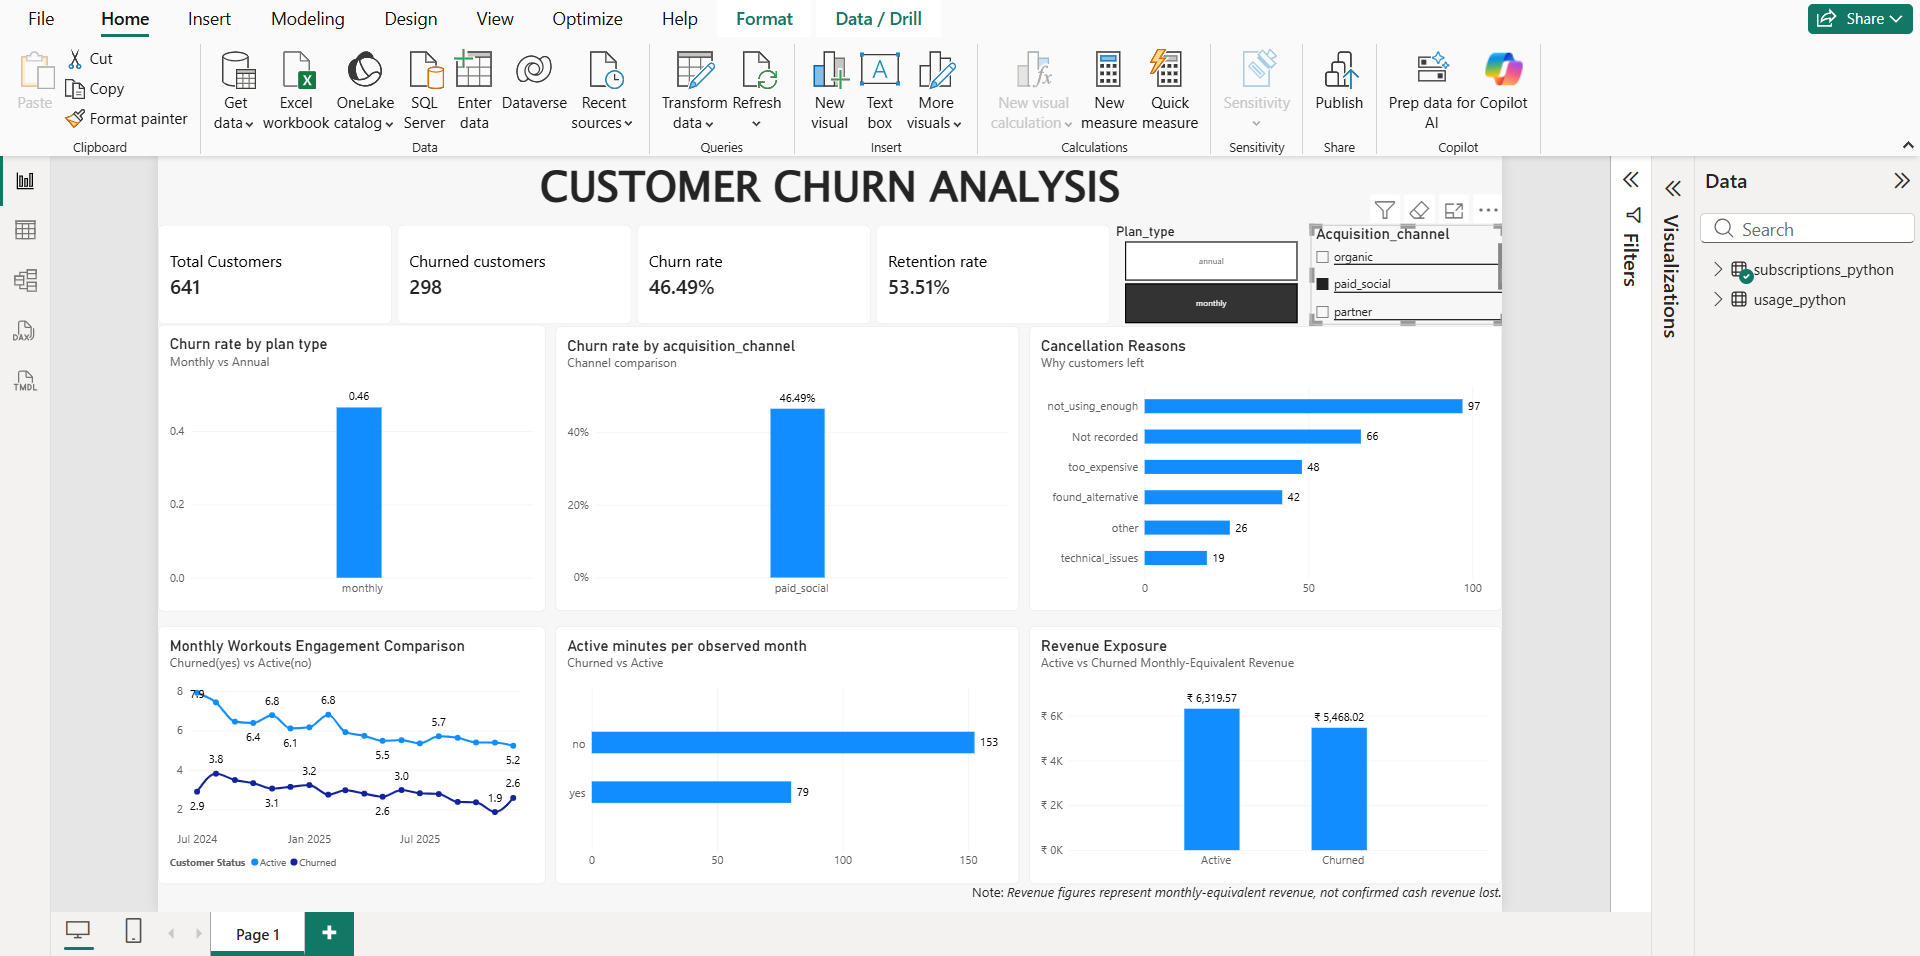 File Home Insert Modeling Design View Optimize Help Format Data / Drill Share
Paste Cut
Copy
Format painter
Clipboard
Get data
Excel workbook
OneLake catalog
SQL Server
Enter data
Dataverse
Recent sources
Data
Transform data
Refresh
Queries
New visual
Text box
More visuals
Insert
New visual calculation
New measure
Quick measure
Calculations
Sensitivity
Sensitivity
Publish
Share
Prep data for AI
Copilot
Copilot
CUSTOMER CHURN ANALYSIS
Total Customers
641
Churned customers
298
Churn rate
46.49%
Retention rate
53.51%
Plan_type
annual
monthly
Acquisition_channel
organic
paid_social
partner
Churn rate by plan type
Monthly vs Annual
0.46
0.4
0.2
0.0
monthly
Churn rate by acquisition_channel
Channel comparison
46.49%
40%
20%
0%
paid_social
Cancellation Reasons
Why customers left
not_using_enough 97
Not recorded 66
too_expensive 48
found_alternative 42
other 26
technical_issues 19
0 50 100
Monthly Workouts Engagement Comparison
Churned(yes) vs Active(no)
8 7.9
6.8 6.8
6 6.4 6.1 5.7
5.5 5.2
4 3.8 3.2 3.0 2.6
2 2.9 3.1 2.6 1.9
Jul 2024 Jan 2025 Jul 2025
Customer Status Active Churned
Active minutes per observed month
Churned vs Active
no 153
yes 79
0 50 100 150
Revenue Exposure
Active vs Churned Monthly-Equivalent Revenue
₹ 6,319.57
₹ 5,468.02
₹ 6K
₹ 4K
₹ 2K
₹ 0K
Active Churned
Note: Revenue figures represent monthly-equivalent revenue, not confirmed cash revenue lost.
Filters
Visualizations
Data
Search
subscriptions_python
usage_python
DAX
TMDL
Page 1